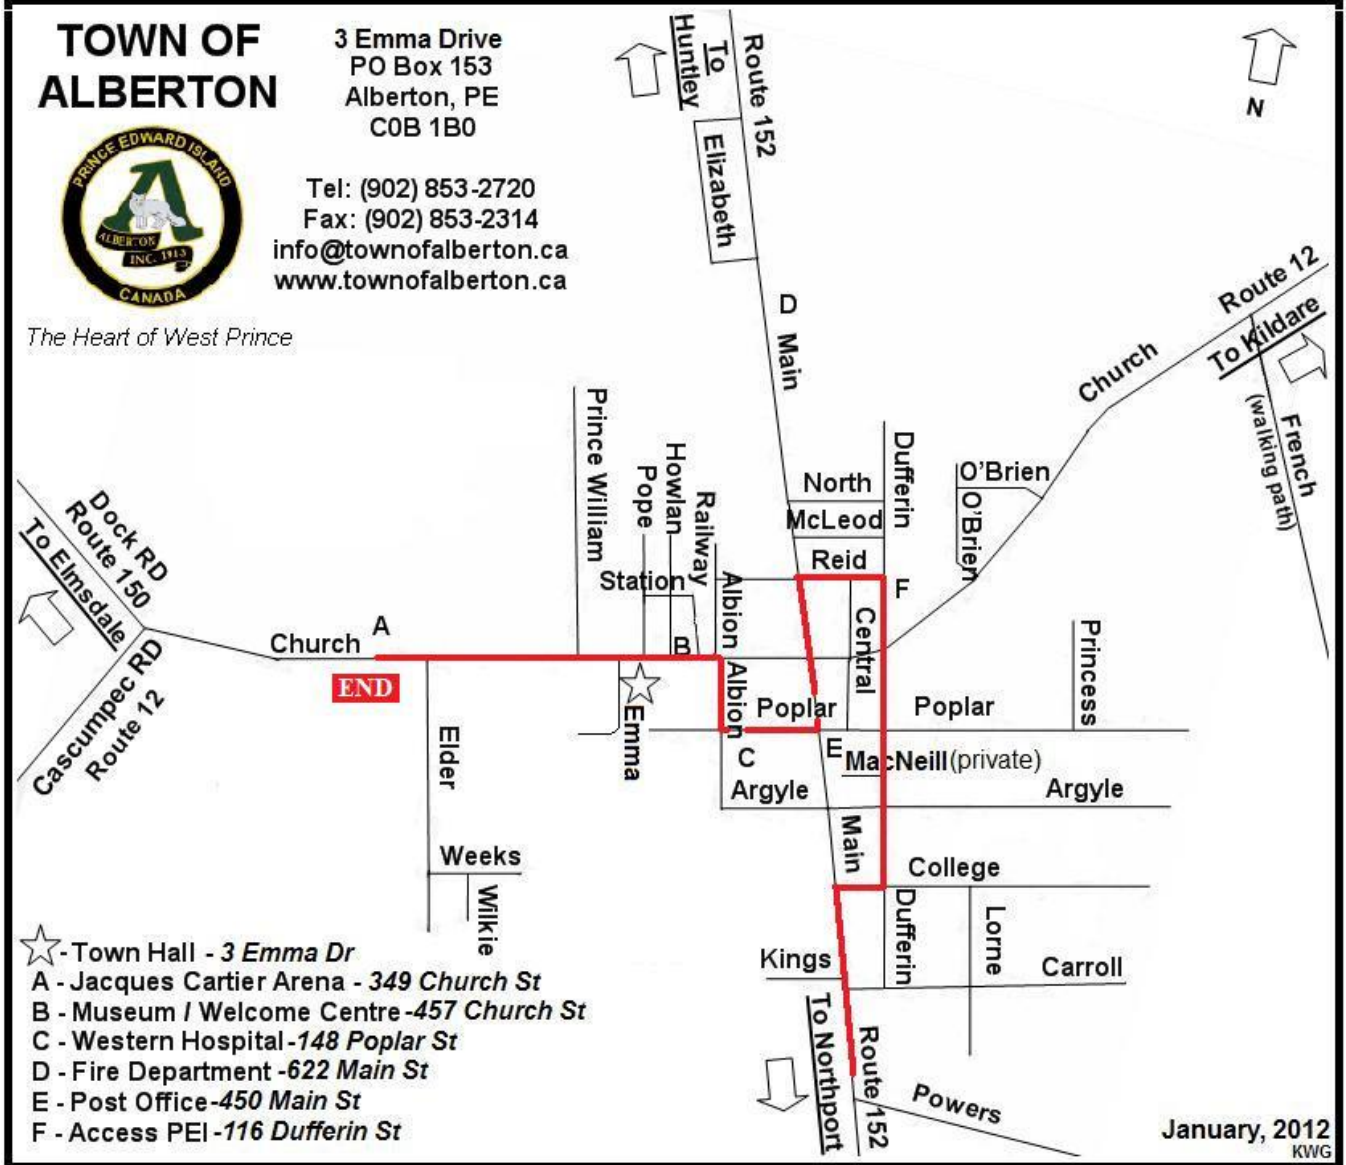 TOWN OF
ALBERTON
3 Emma Drive
PO Box 153
Alberton, PE
C0B 1B0
PRINCE EDWARD ISLAND
A
ALBERTON
INC. 1913
CANADA
Tel: (902) 853-2720
Fax: (902) 853-2314
info@townofalberton.ca
www.townofalberton.ca
The Heart of West Prince
To
Huntley
Route 152
Elizabeth
N
D
Main
Route 12
To Kildare
Church
French
(walking path)
Prince William
Pope
Howlan
Railway
Station
Albion
North
McLeod
Reid
Dufferin
O'Brien
O'Brien
F
Dock RD
Route 150
To Elmsdale
Church
A
END
B
Central
Cascumpec RD
Route 12
Albion
Poplar
Poplar
Princess
Emma
Elder
C
E
MacNeill (private)
Argyle
Argyle
Main
College
Weeks
Wilkie
Dufferin
Lorne
Kings
Carroll
To Northport
Route 152
Powers
- Town Hall - 3 Emma Dr
A - Jacques Cartier Arena - 349 Church St
B - Museum / Welcome Centre -457 Church St
C - Western Hospital -148 Poplar St
D - Fire Department -622 Main St
E - Post Office -450 Main St
F - Access PEI -116 Dufferin St
January, 2012
KWG